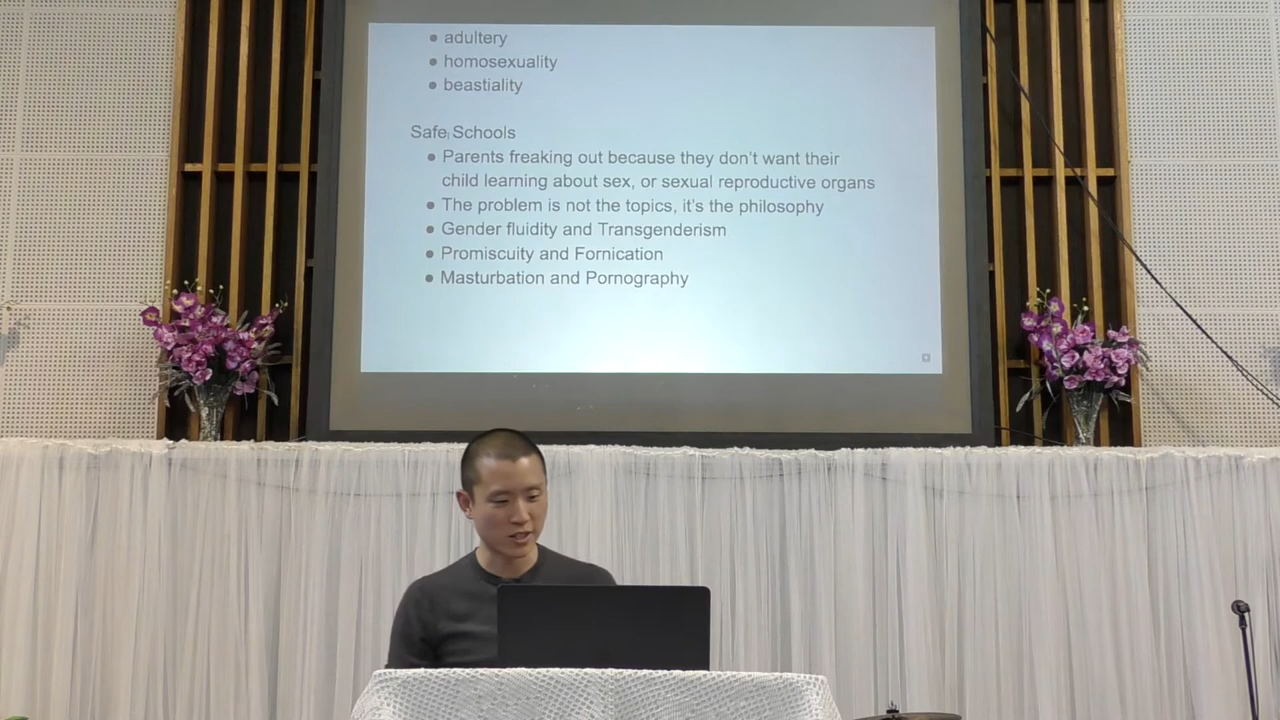 • adultery
• homosexuality
• beastiality
Safe Schools
• Parents freaking out because they don't want their
child learning about sex, or sexual reproductive organs
• The problem is not the topics, it's the philosophy
• Gender fluidity and Transgenderism
• Promiscuity and Fornication
• Masturbation and Pornography